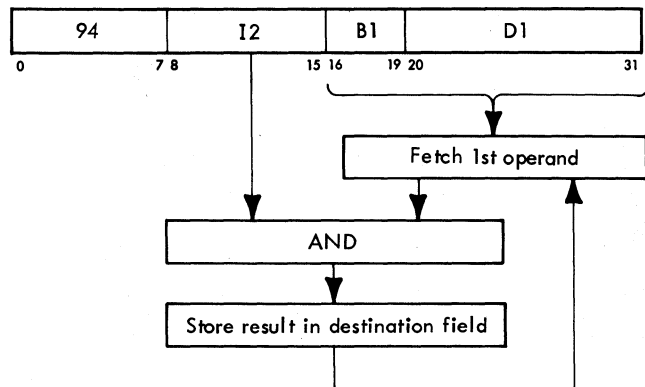 94 I2 B1 D1
0 7 8 15 16 19 20 31
Fetch 1st operand
AND
Store result in destination field